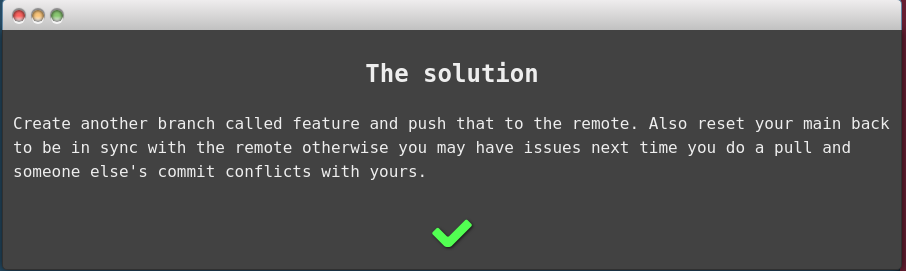 The solution
Create another branch called feature and push that to the remote. Also reset your main back
to be in sync with the remote otherwise you may have issues next time you do a pull and
someone else's commit conflicts with yours.